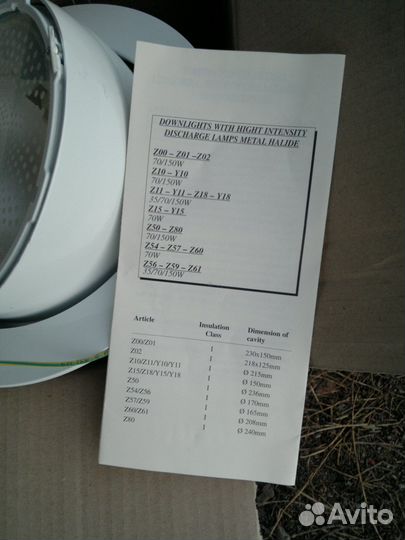 DOWNLIGHTS WITH HIGHT INTENSITY
DISCHARGE LAMPS METAL HALIDE
Z00 – Z01 –Z02
70/150W
Z10 – Y10
70/150W
Z11 – Y11 – Z18 – Y18
35/70/150W
Z15 – Y15
70W
Z50 – Z80
70/150W
Z54 – Z57 – Z60
70W
Z56 – Z59 – Z61
35/70/150W
Article Insulation Class Dimension of cavity
Z00/Z01 I 230x150mm
Z02 I 218x125mm
Z10/Z11/Y10/Y11 I Ø 215mm
Z15/Z18/Y15/Y18 I Ø 150mm
Z50 I Ø 236mm
Z54/Z56 I Ø 170mm
Z57/Z59 I Ø 165mm
Z60/Z61 I Ø 208mm
Z80 I Ø 240mm
Avito